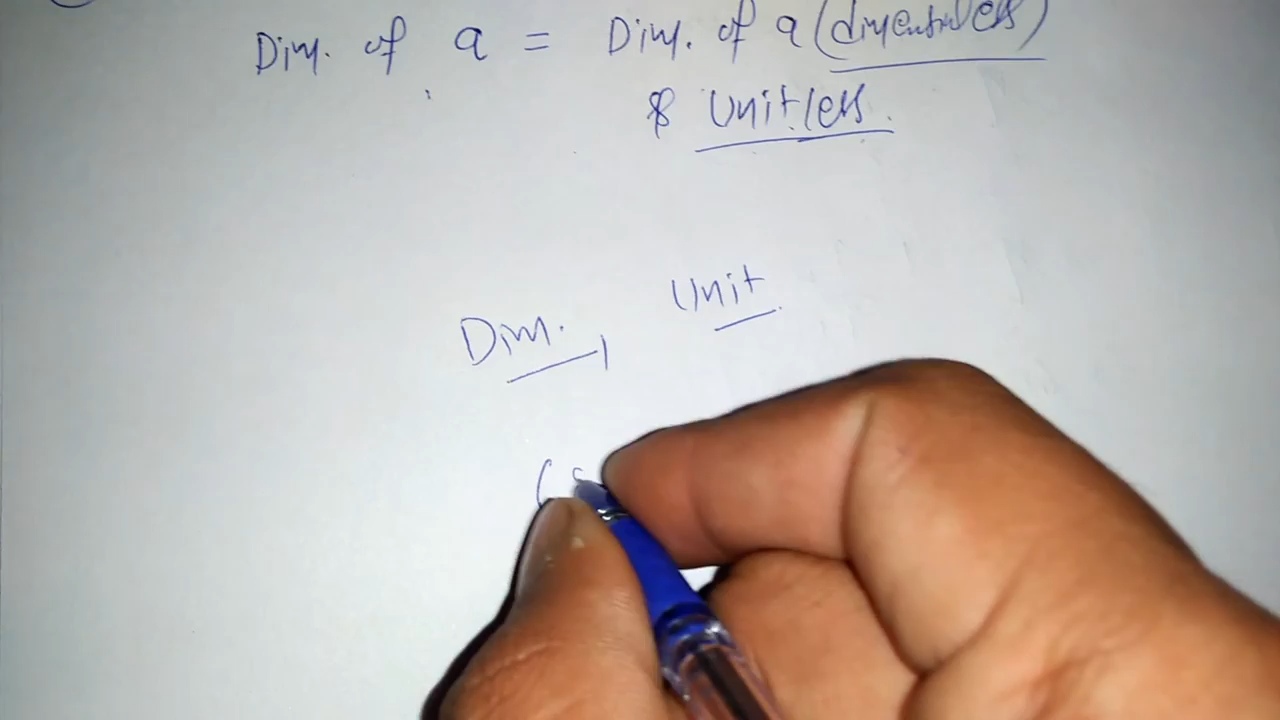 Dim. of a = Dim. of a (dimensionless)
& Unitless.
Dim., Unit
(